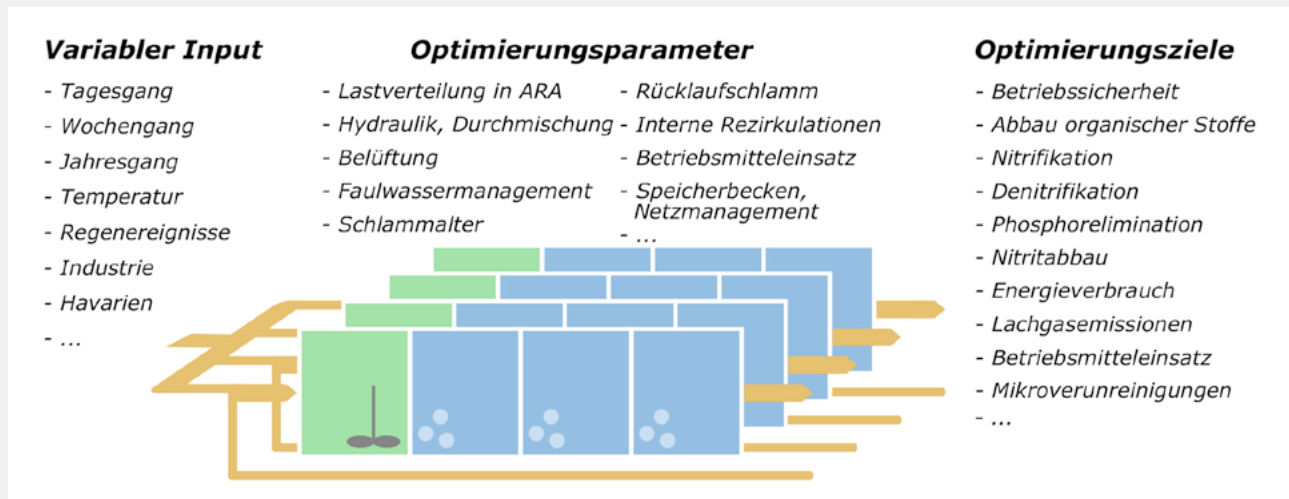 Variabler Input
- Tagesgang
- Wochengang
- Jahresgang
- Temperatur
- Regenereignisse
- Industrie
- Havarien
- ...
Optimierungsparameter
- Lastverteilung in ARA
- Hydraulik, Durchmischung
- Belüftung
- Faulwassermanagement
- Schlammalter
- Rücklaufschlamm
- Interne Rezirkulationen
- Betriebsmitteleinsatz
- Speicherbecken,
Netzmanagement
- ...
Optimierungsziele
- Betriebssicherheit
- Abbau organischer Stoffe
- Nitrifikation
- Denitrifikation
- Phosphorelimination
- Nitritabbau
- Energieverbrauch
- Lachgasemissionen
- Betriebsmitteleinsatz
- Mikroverunreinigungen
- ...